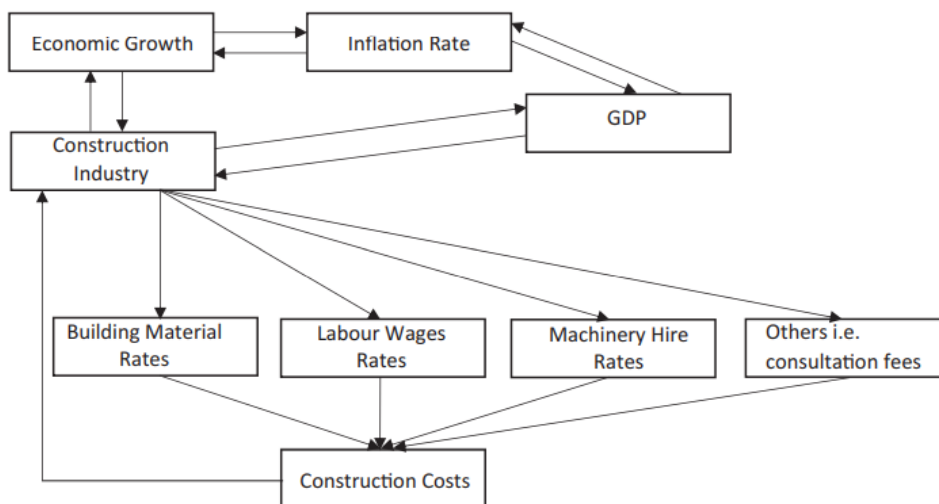 Economic Growth
Inflation Rate
GDP
Construction
Industry
Building Material
Rates
Labour Wages
Rates
Machinery Hire
Rates
Others i.e.
consultation fees
Construction Costs